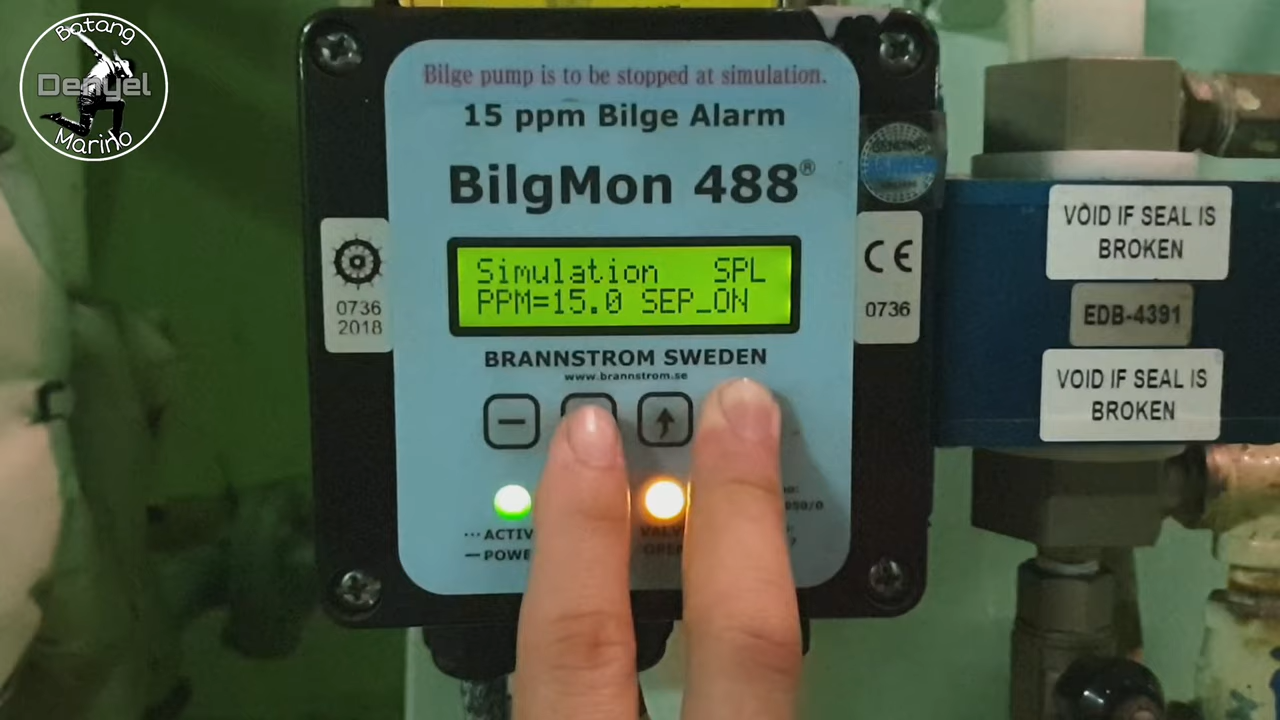 Batang
Denyel
Marino
Bilge pump is to be stopped at simulation.
15 ppm Bilge Alarm
BilgMon 488®
Simulation SPL
PPM=15.0 SEP_ON
BRANNSTROM SWEDEN
www.brannstrom.se
0736
2018
CE
0736
GENUINE
VOID IF SEAL IS
BROKEN
EDB-4391
VOID IF SEAL IS
BROKEN